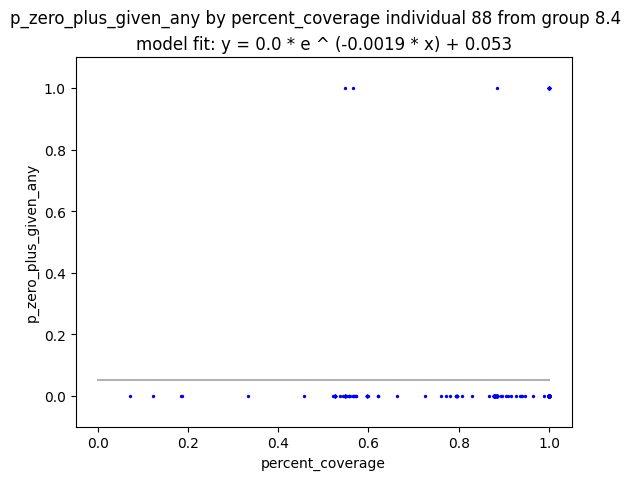 p_zero_plus_given_any by percent_coverage individual 88 from group 8.4
model fit: y = 0.0 * e ^ (-0.0019 * x) + 0.053
p_zero_plus_given_any
1.0
0.8
0.6
0.4
0.2
0.0
0.0 0.2 0.4 0.6 0.8 1.0
percent_coverage